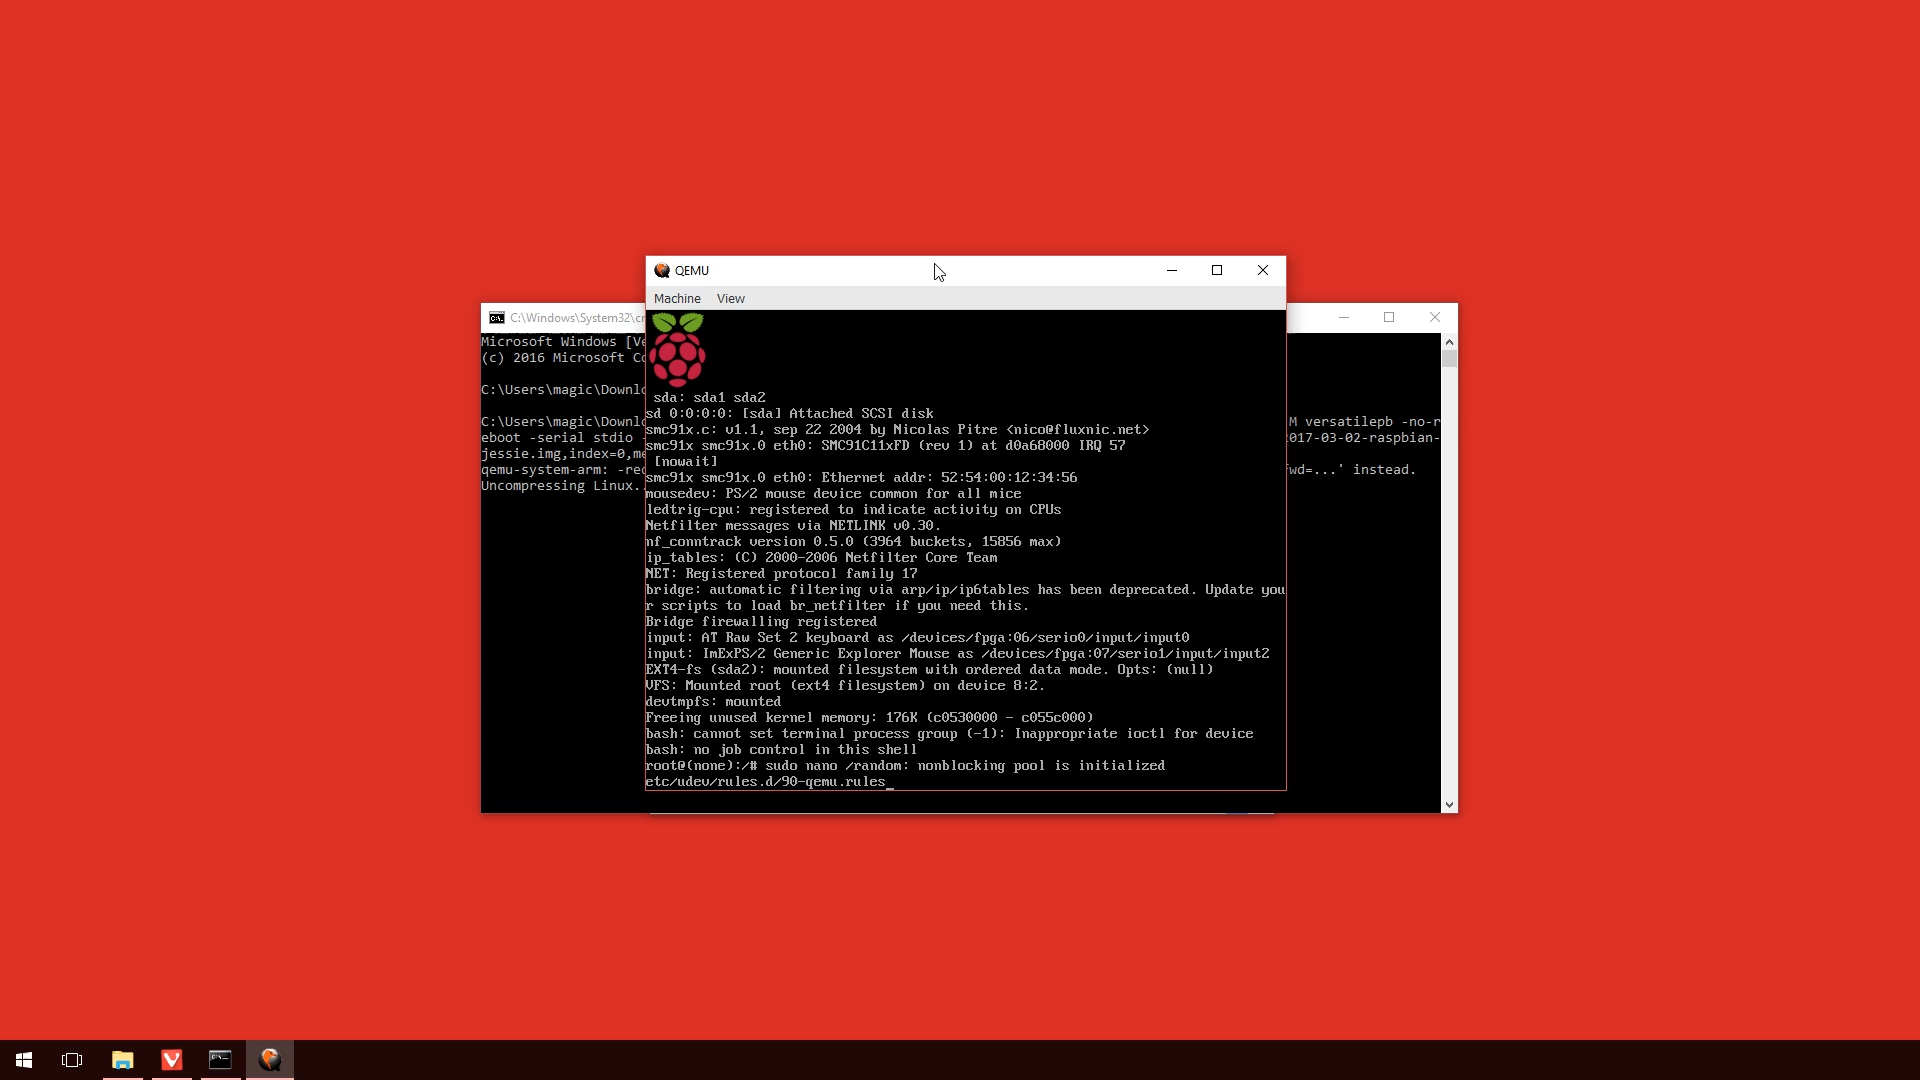 QEMU
Machine View
sda: sda1 sda2
sd 0:0:0:0: [sda] Attached SCSI disk
smc91x.c: v1.1, sep 22 2004 by Nicolas Pitre <nico@fluxnic.net>
smc91x smc91x.0 eth0: SMC91C11xFD (rev 1) at d0a68000 IRQ 57
[nowait]
smc91x smc91x.0 eth0: Ethernet addr: 52:54:00:12:34:56
mousedev: PS/2 mouse device common for all mice
ledtrig-cpu: registered to indicate activity on CPUs
Netfilter messages via NETLINK v0.30.
nf_conntrack version 0.5.0 (3964 buckets, 15856 max)
ip_tables: (C) 2000-2006 Netfilter Core Team
NET: Registered protocol family 17
bridge: automatic filtering via arp/ip/ip6tables has been deprecated. Update you
r scripts to load br_netfilter if you need this.
Bridge firewalling registered
input: AT Raw Set 2 keyboard as /devices/fpga:06/serio0/input/input0
input: ImExPS/2 Generic Explorer Mouse as /devices/fpga:07/serio1/input/input2
EXT4-fs (sda2): mounted filesystem with ordered data mode. Opts: (null)
VFS: Mounted root (ext4 filesystem) on device 8:2.
devtmpfs: mounted
Freeing unused kernel memory: 176K (c0530000 - c055c000)
bash: cannot set terminal process group (-1): Inappropriate ioctl for device
bash: no job control in this shell
root@(none):/# sudo nano /random: nonblocking pool is initialized
etc/udev/rules.d/90-qemu.rules_
C:\Windows\System32\c
Microsoft Windows [Ve
(c) 2016 Microsoft Co
C:\Users\magic\Downlo
C:\Users\magic\Downlo M versatilepb -no-r
eboot -serial stdio - 2017-03-02-raspbian-
jessie.img,index=0,me
qemu-system-arm: -red fwd=...' instead.
Uncompressing Linux..